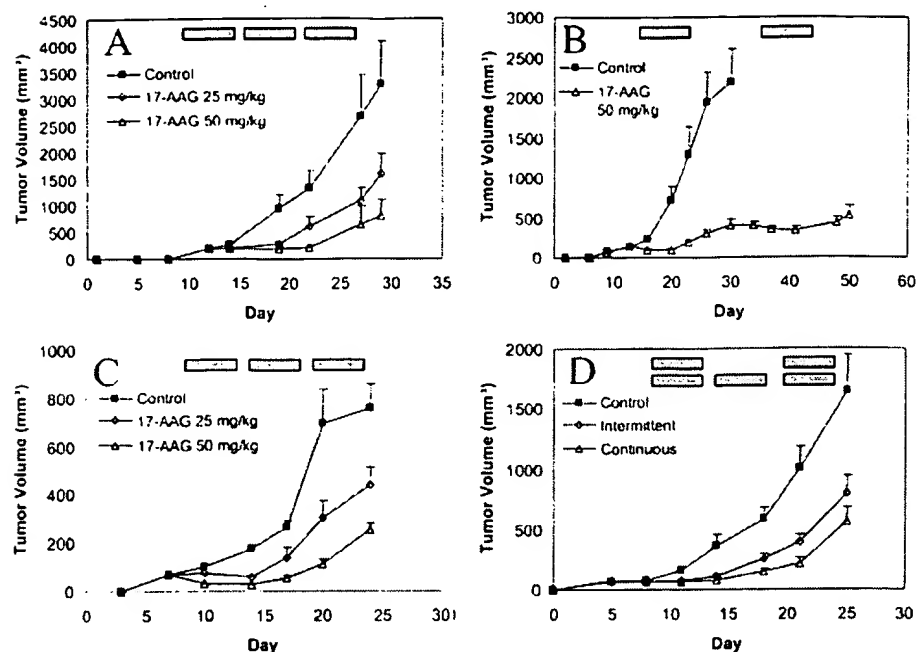 A
Tumor Volume (mm³)
4500
4000
3500
3000
2500
2000
1500
1000
500
0
Control
17-AAG 25 mg/kg
17-AAG 50 mg/kg
0 5 10 15 20 25 30 35
Day
B
Tumor Volume (mm³)
3000
2500
2000
1500
1000
500
0
Control
17-AAG
50 mg/kg
0 10 20 30 40 50 60
Day
C
Tumor Volume (mm³)
1000
800
600
400
200
0
Control
17-AAG 25 mg/kg
17-AAG 50 mg/kg
0 5 10 15 20 25 30
Day
D
Tumor Volume (mm³)
2000
1500
1000
500
0
Control
Intermittent
Continuous
0 5 10 15 20 25 30
Day